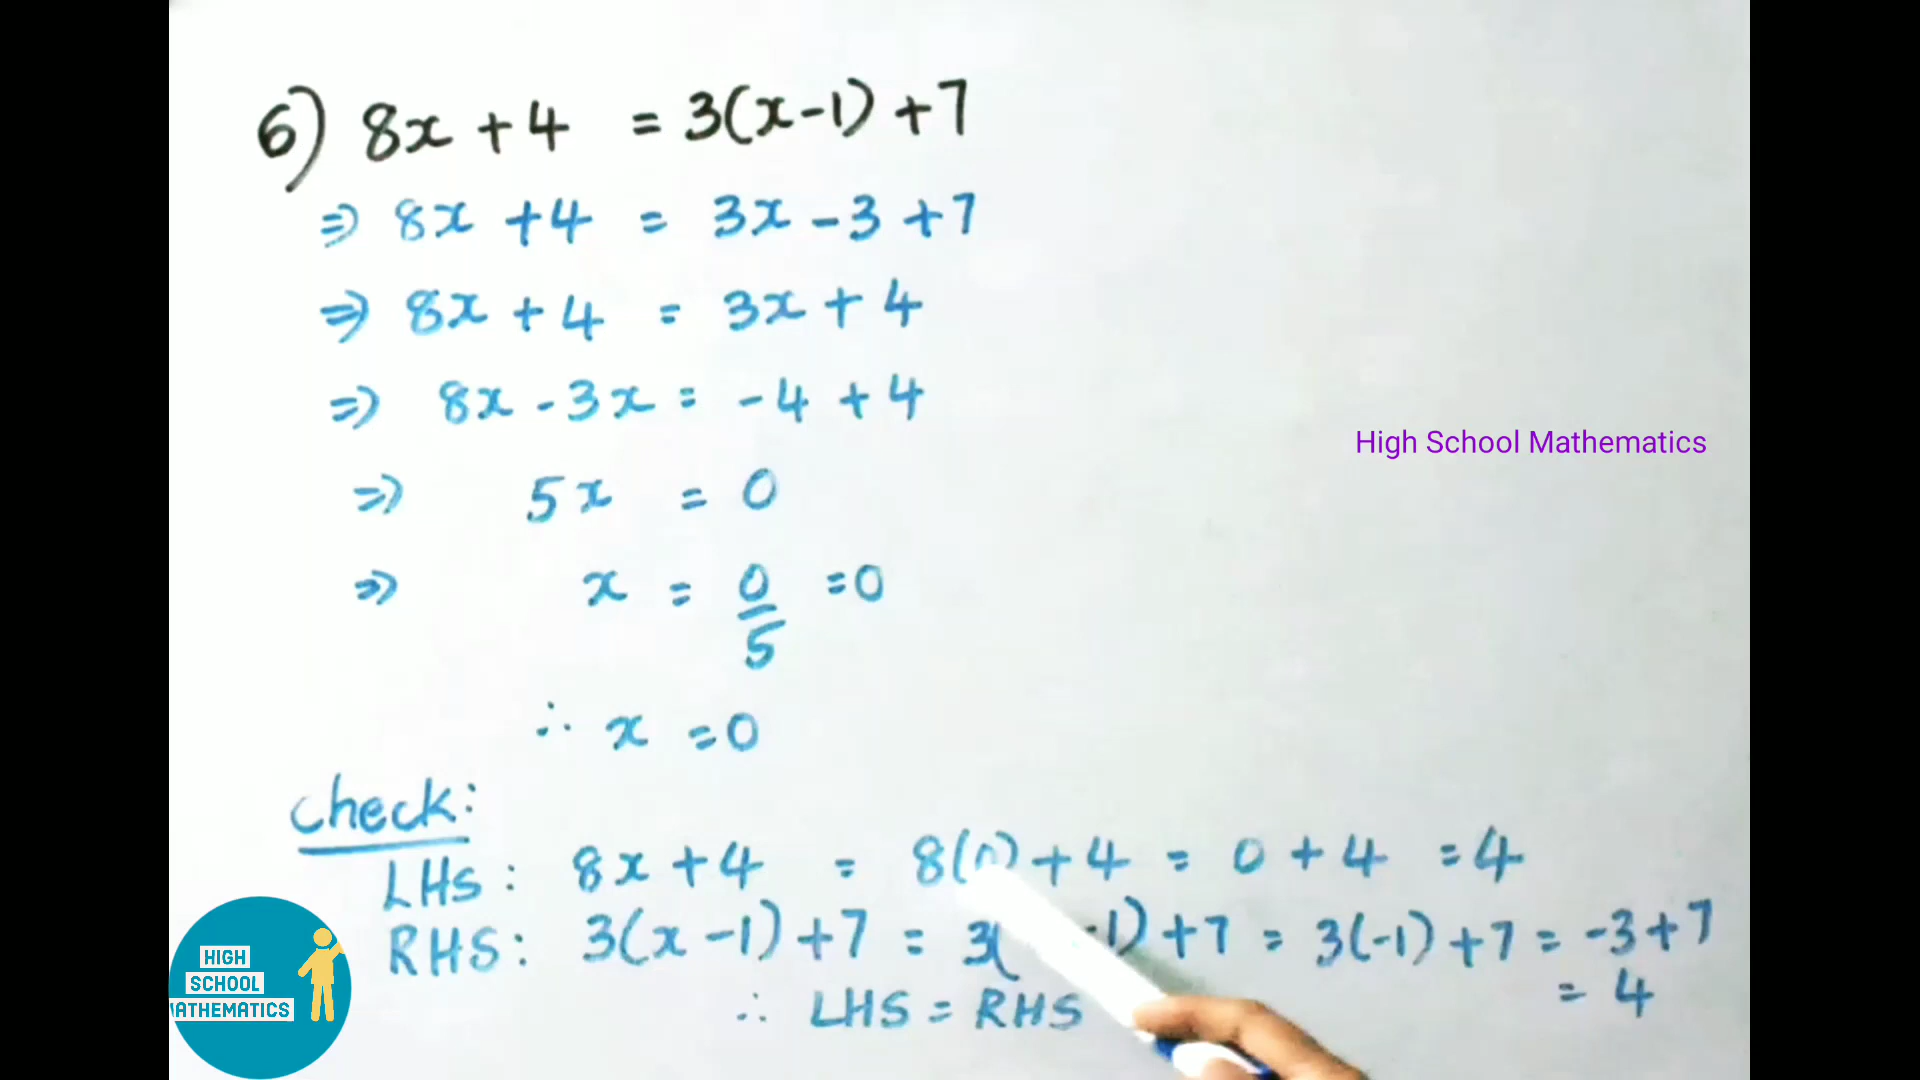 6) 8x + 4 = 3(x-1) + 7
⇒ 8x + 4 = 3x - 3 + 7
⇒ 8x + 4 = 3x + 4
⇒ 8x - 3x = -4 + 4
⇒ 5x = 0
⇒ x = 0/5 = 0
∴ x = 0
Check:
LHS: 8x + 4 = 8(0) + 4 = 0 + 4 = 4
RHS: 3(x-1) + 7 = 3( -1) + 7 = 3(-1) + 7 = -3 + 7
= 4
∴ LHS = RHS
High School Mathematics
HIGH
SCHOOL
MATHEMATICS